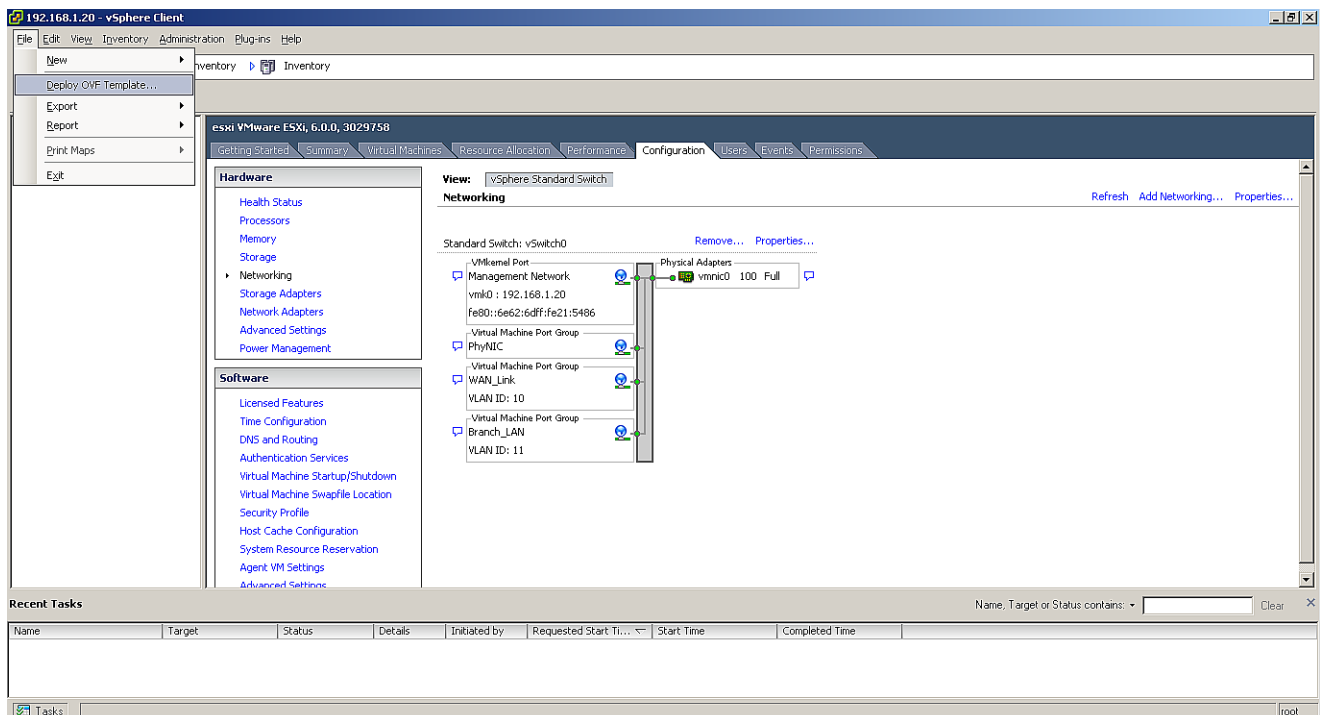 192.168.1.20 - vSphere Client
File Edit View Inventory Administration Plug-ins Help
New
Inventory
Deploy OVF Template...
Export
Report
Print Maps
Exit
esxi VMware ESXi, 6.0.0, 3029758
Getting Started Summary Virtual Machines Resource Allocation Performance Configuration Users Events Permissions
Hardware
Health Status
Processors
Memory
Storage
Networking
Storage Adapters
Network Adapters
Advanced Settings
Power Management
Software
Licensed Features
Time Configuration
DNS and Routing
Authentication Services
Virtual Machine Startup/Shutdown
Virtual Machine Swapfile Location
Security Profile
Host Cache Configuration
System Resource Reservation
Agent VM Settings
Advanced Settings
View: vSphere Standard Switch
Networking
Refresh Add Networking... Properties...
Standard Switch: vSwitch0 Remove... Properties...
VMkernel Port
Management Network
vmk0 : 192.168.1.20
fe80::6e62:6dff:fe21:5486
Physical Adapters
vmnic0 100 Full
Virtual Machine Port Group
PhyNIC
Virtual Machine Port Group
WAN_Link
VLAN ID: 10
Virtual Machine Port Group
Branch_LAN
VLAN ID: 11
Recent Tasks
Name, Target or Status contains: Clear
Name Target Status Details Initiated by Requested Start Ti... Start Time Completed Time
Tasks root